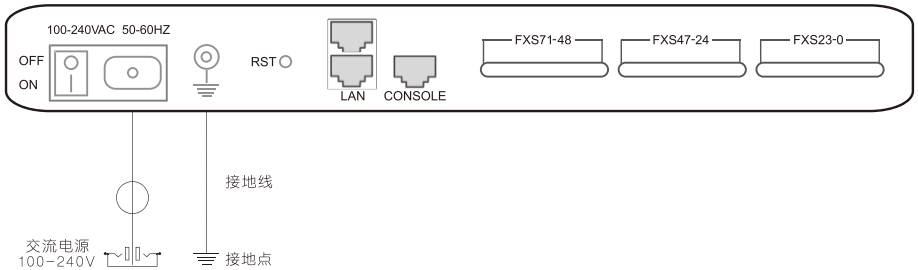 100-240VAC 50-60HZ
OFF
ON
RST
LAN
CONSOLE
FXS71-48
FXS47-24
FXS23-0
接地线
交流电源
100-240V
接地点